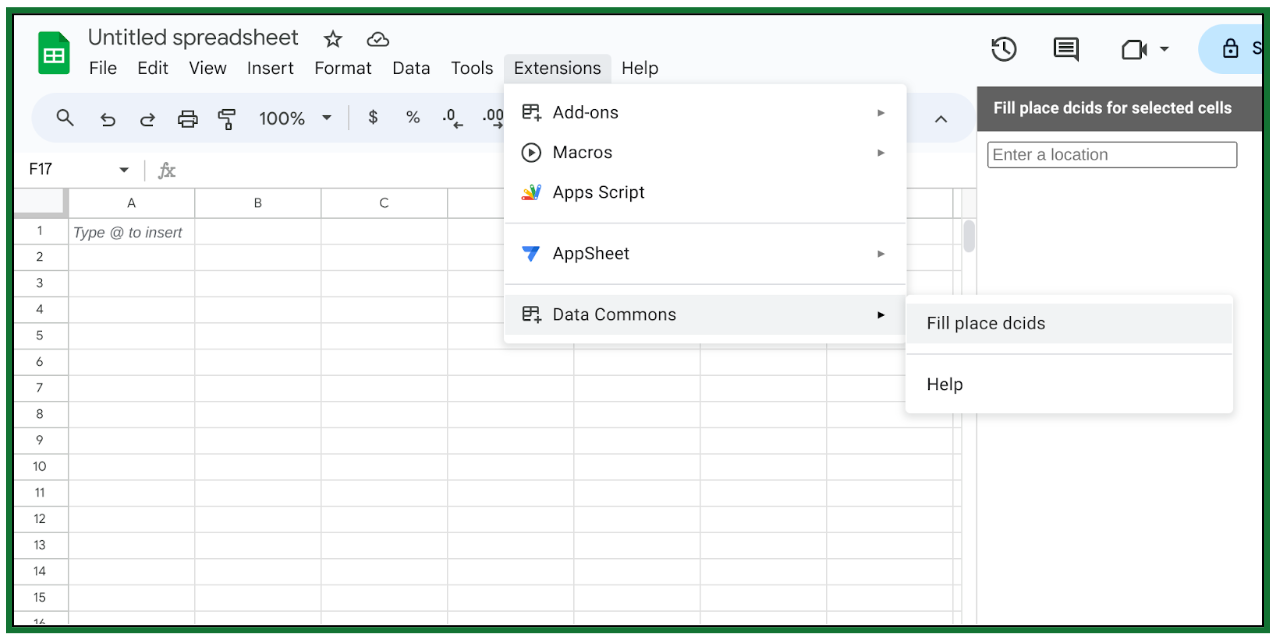 Untitled spreadsheet
File Edit View Insert Format Data Tools Extensions Help
100% $ % .0 .00
S
F17 fx
A B C
Type @ to insert
1
2
3
4
5
6
7
8
9
10
11
12
13
14
15
16
Add-ons
Macros
Apps Script
AppSheet
Data Commons
Fill place dcids
Help
Fill place dcids for selected cells
Enter a location